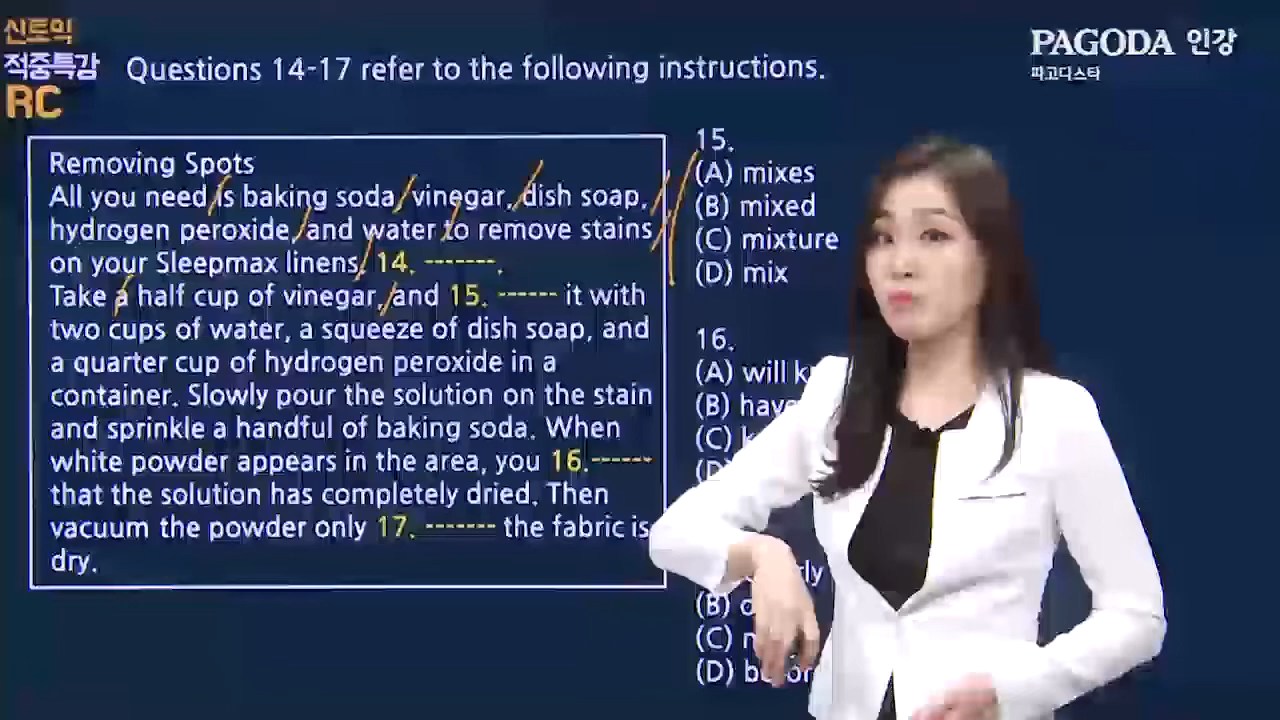 신토익
적중특강
RC
Questions 14-17 refer to the following instructions.
PAGODA 인강
파고다스타
Removing Spots
All you need is baking soda, vinegar, dish soap,
hydrogen peroxide, and water to remove stains
on your Sleepmax linens. 14. -------.
Take a half cup of vinegar, and 15. ------ it with
two cups of water, a squeeze of dish soap, and
a quarter cup of hydrogen peroxide in a
container. Slowly pour the solution on the stain
and sprinkle a handful of baking soda. When
white powder appears in the area, you 16.------
that the solution has completely dried. Then
vacuum the powder only 17. ------- the fabric is
dry.
15.
(A) mixes
(B) mixed
(C) mixture
(D) mix
16.
(A) will
(B)
(C)
(B)
(C)
(D)